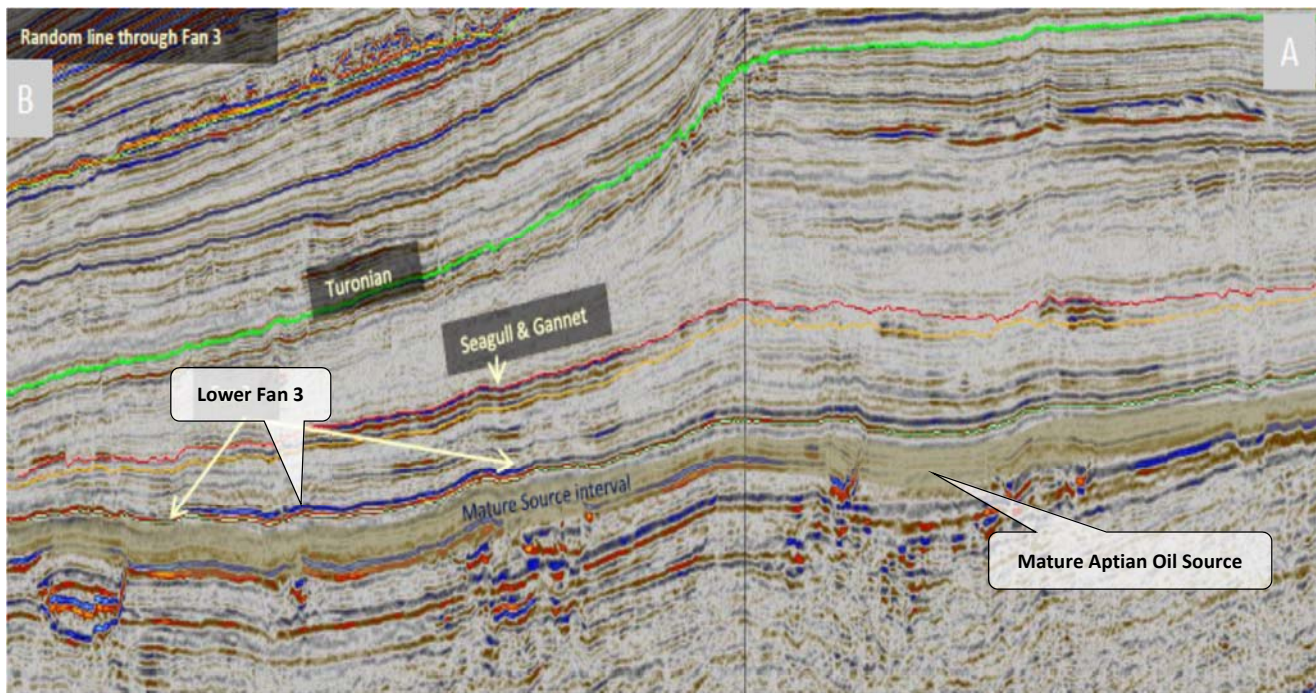 Random line through Fan 3
B
A
Turonian
Seagull & Gannet
Lower Fan 3
Mature Source interval
Mature Aptian Oil Source